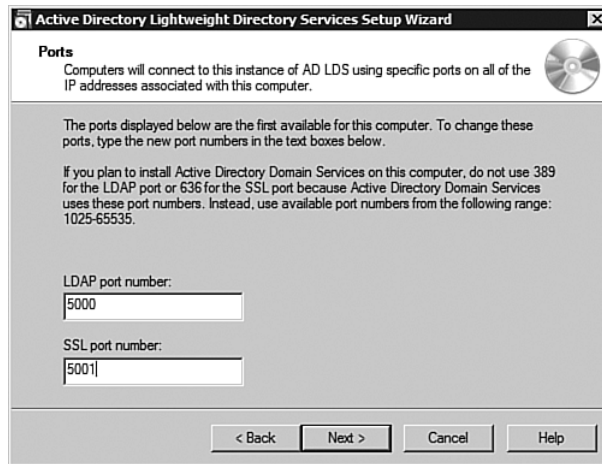 Active Directory Lightweight Directory Services Setup Wizard
Ports
Computers will connect to this instance of AD LDS using specific ports on all of the
IP addresses associated with this computer.
The ports displayed below are the first available for this computer. To change these
ports, type the new port numbers in the text boxes below.
If you plan to install Active Directory Domain Services on this computer, do not use 389
for the LDAP port or 636 for the SSL port because Active Directory Domain Services
uses these port numbers. Instead, use available port numbers from the following range:
1025-65535.
LDAP port number:
5000
SSL port number:
5001
< Back
Next >
Cancel
Help